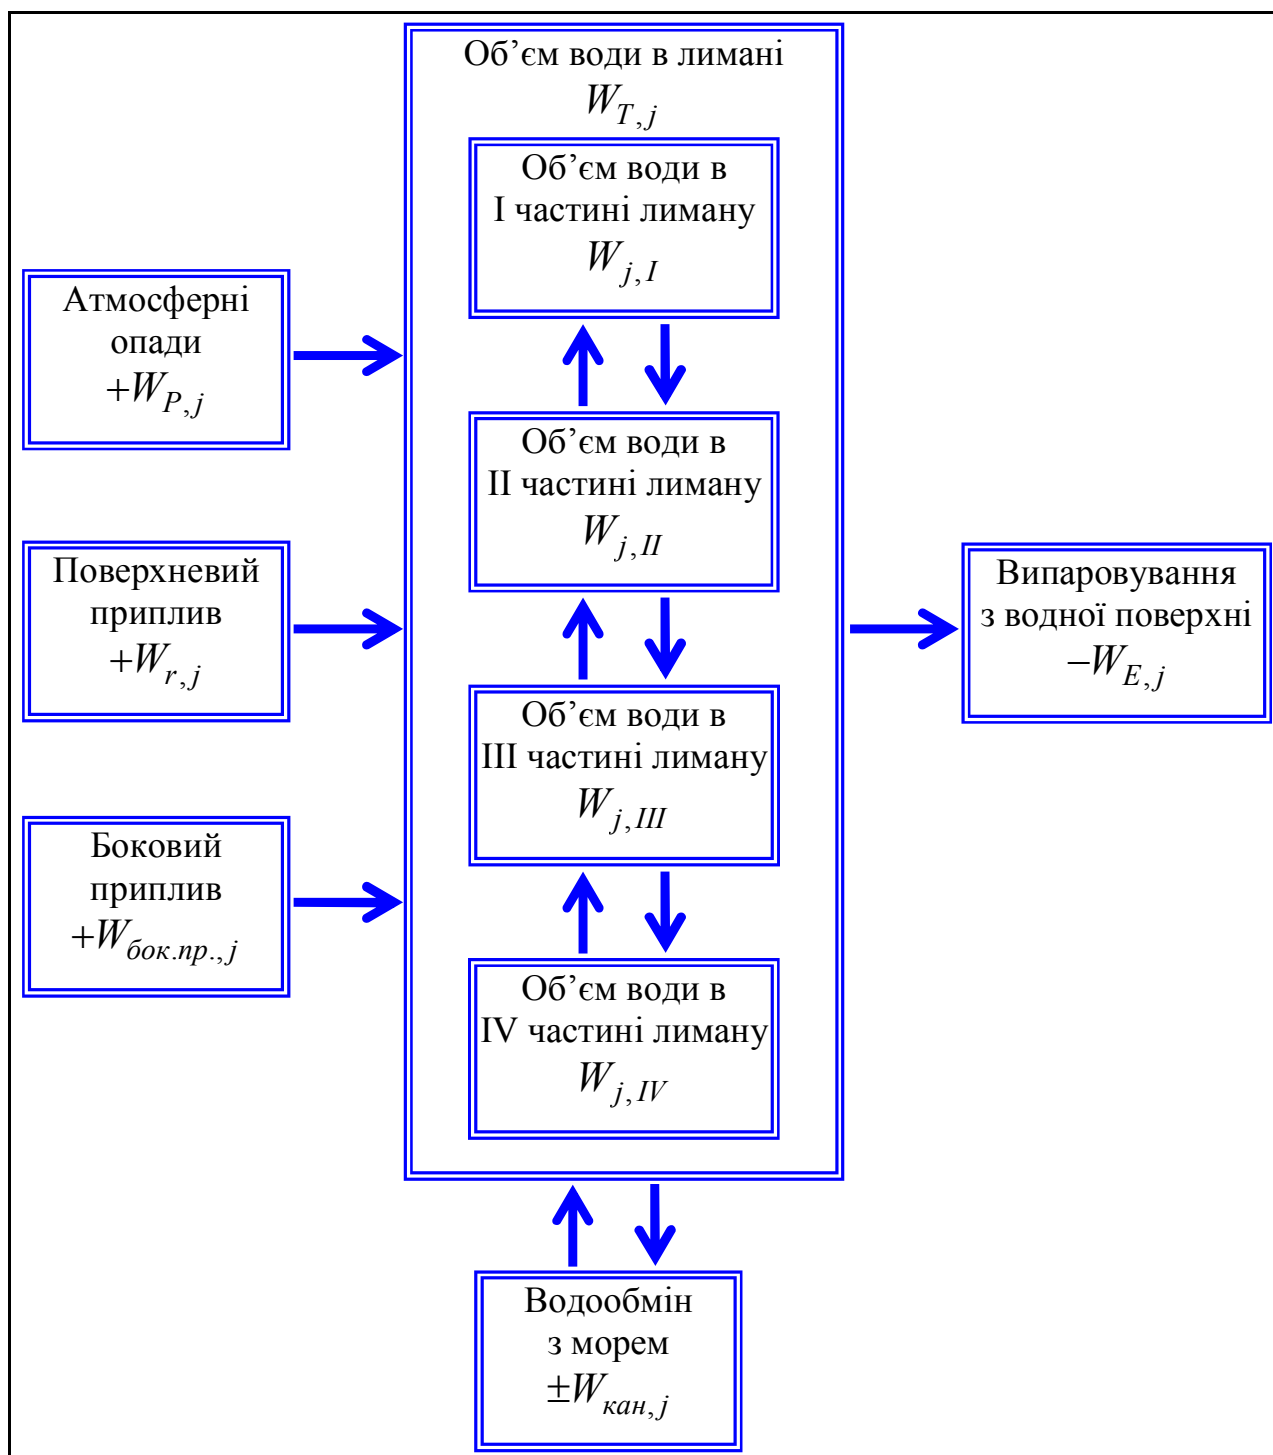 Об’єм води в лимані
W_{T,j}
Об’єм води в
I частині лиману
W_{j,I}
Атмосферні
опади
+W_{P,j}
Об’єм води в
II частині лиману
W_{j,II}
Поверхневий
приплив
+W_{r,j}
Випаровування
з водної поверхні
−W_{E,j}
Об’єм води в
III частині лиману
W_{j,III}
Боковий
приплив
+W_{бок.пр.,j}
Об’єм води в
IV частині лиману
W_{j,IV}
Водообмін
з морем
±W_{кан,j}